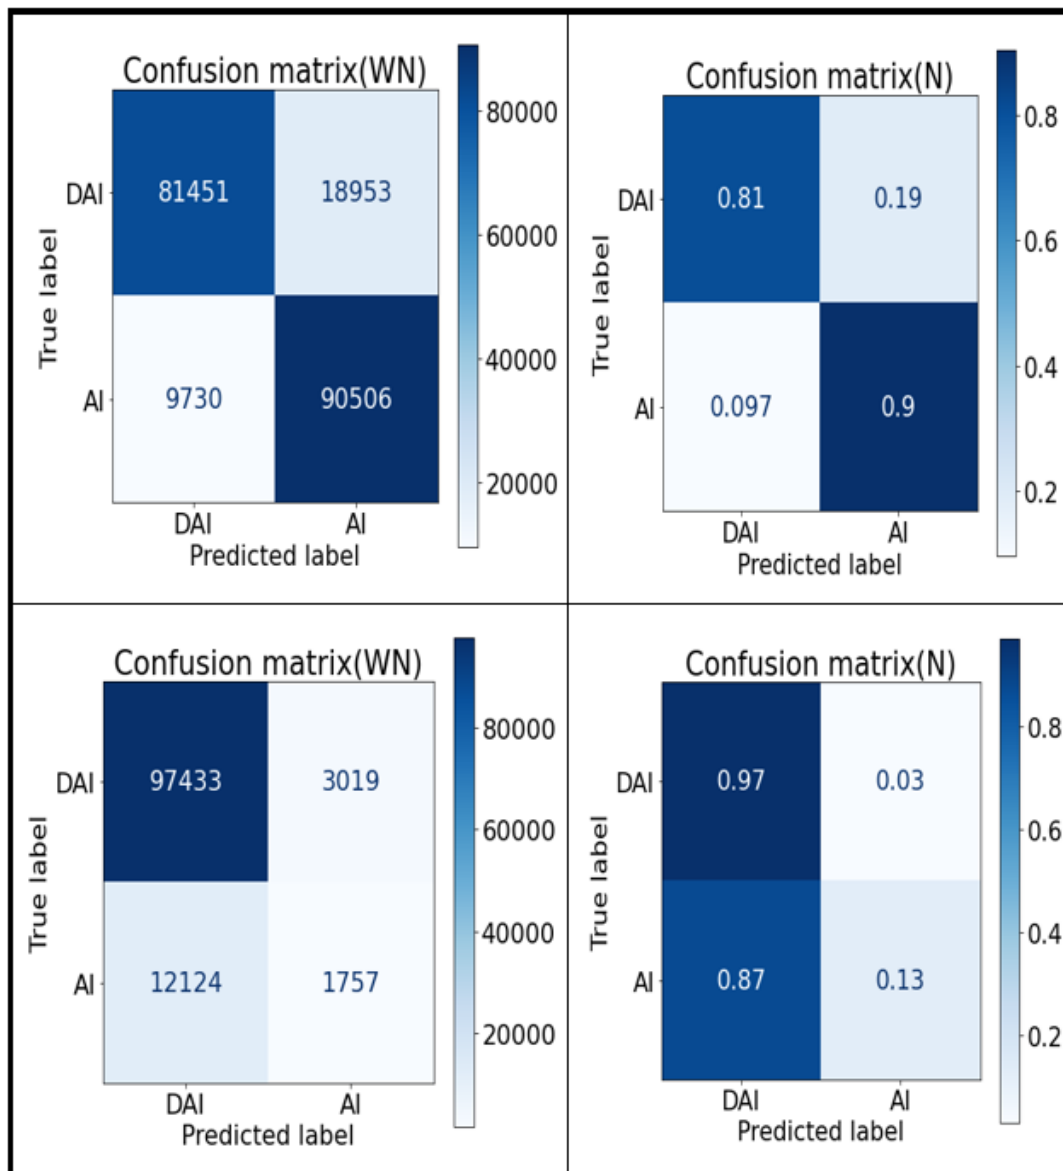 Confusion matrix(WN)
80000
60000
40000
20000
True label
DAI
81451 18953
AI
9730 90506
DAI AI
Predicted label
Confusion matrix(N)
0.8
0.6
0.4
0.2
True label
DAI
0.81 0.19
AI
0.097 0.9
DAI AI
Predicted label
Confusion matrix(WN)
80000
60000
40000
20000
True label
DAI
97433 3019
AI
12124 1757
DAI AI
Predicted label
Confusion matrix(N)
0.8
0.6
0.4
0.2
True label
DAI
0.97 0.03
AI
0.87 0.13
DAI AI
Predicted label